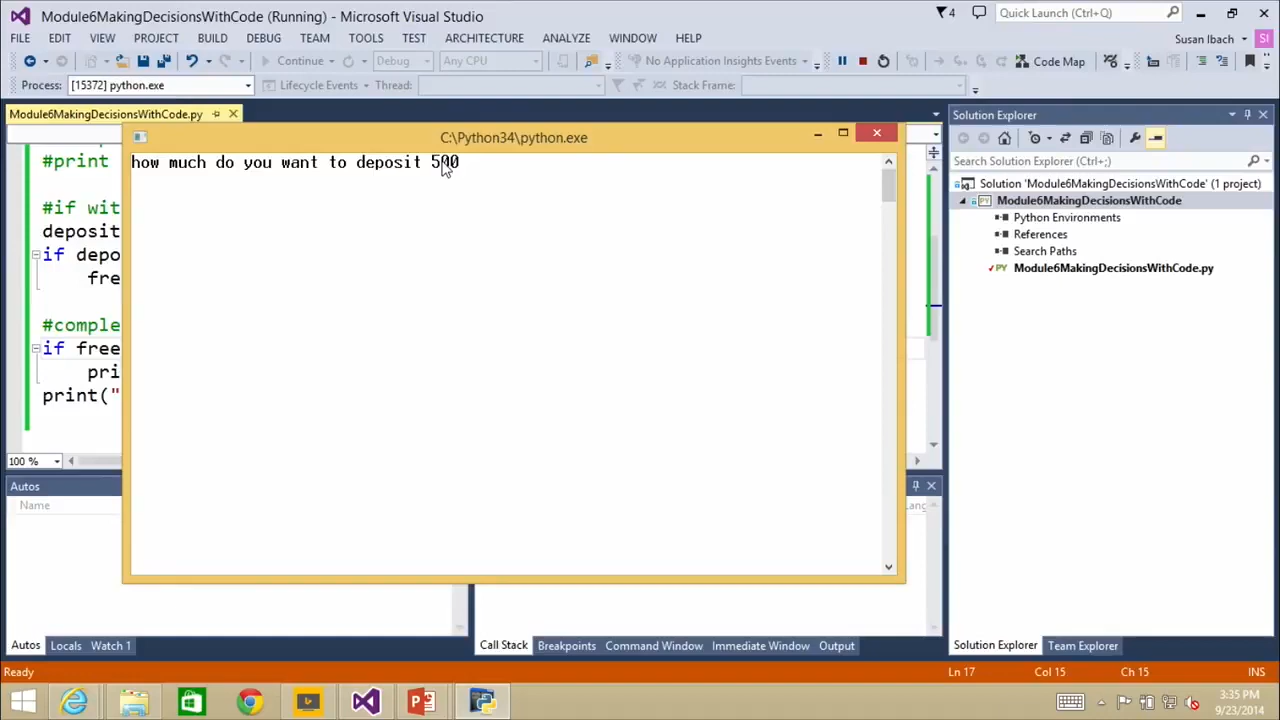 Module6MakingDecisionsWithCode (Running) - Microsoft Visual Studio
4
Quick Launch (Ctrl+Q)
FILE EDIT VIEW PROJECT BUILD DEBUG TEAM TOOLS TEST ARCHITECTURE ANALYZE WINDOW HELP
Susan Ibach SI
Continue Debug Any CPU No Application Insights Events Code Map
Process: [15372] python.exe Lifecycle Events Thread: Stack Frame:
Module6MakingDecisionsWithCode.py
C:\Python34\python.exe
how much do you want to deposit 500
#print
#if wit
deposit
if depo
fre
#comple
if free
pri
print("
100 %
Solution Explorer
Search Solution Explorer (Ctrl+;)
Solution 'Module6MakingDecisionsWithCode' (1 project)
PY Module6MakingDecisionsWithCode
Python Environments
References
Search Paths
PY Module6MakingDecisionsWithCode.py
Autos
Name
Lang
Autos Locals Watch 1
Call Stack Breakpoints Command Window Immediate Window Output
Solution Explorer Team Explorer
Ready Ln 17 Col 15 Ch 15 INS
3:35 PM
9/23/2014